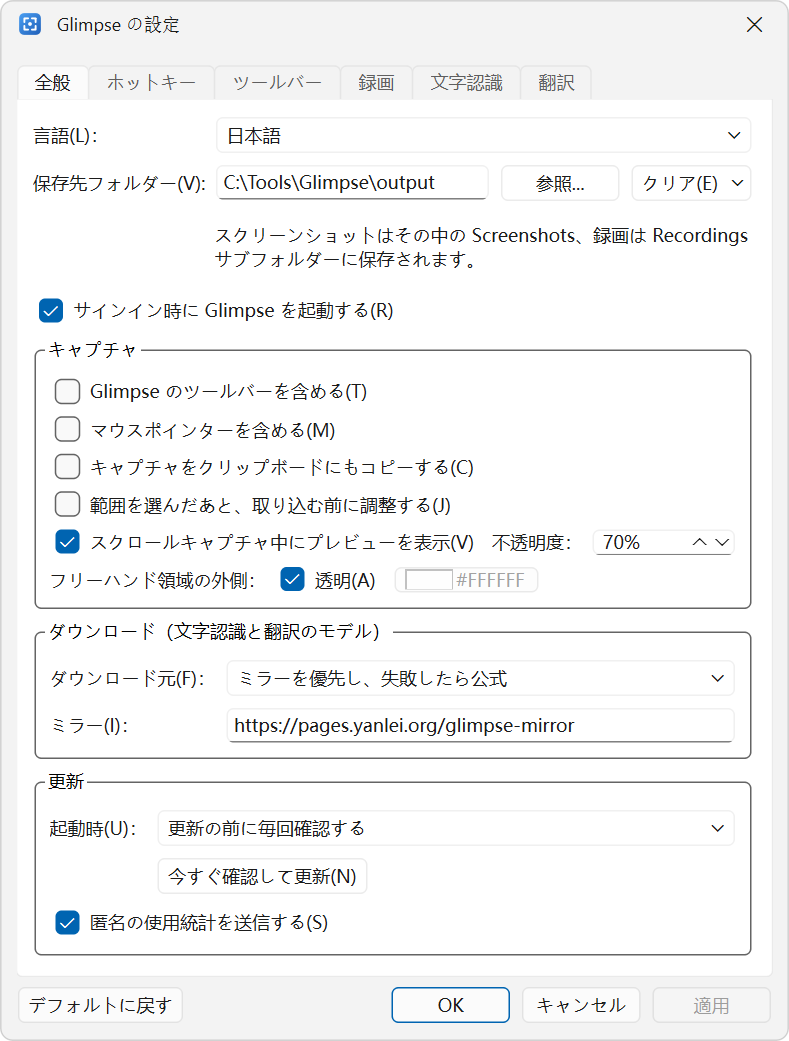 Glimpse の設定
全般 ホットキー ツールバー 録画 文字認識 翻訳
言語(L): 日本語
保存先フォルダー(V): C:\Tools\Glimpse\output 参照... クリア(E)
スクリーンショットはその中の Screenshots、録画は Recordings
サブフォルダーに保存されます。
サインイン時に Glimpse を起動する(R)
キャプチャ
Glimpse のツールバーを含める(T)
マウスポインターを含める(M)
キャプチャをクリップボードにもコピーする(C)
範囲を選んだあと、取り込む前に調整する(J)
スクロールキャプチャ中にプレビューを表示(V) 不透明度: 70%
フリーハンド領域の外側: 透明(A) #FFFFFF
ダウンロード（文字認識と翻訳のモデル）
ダウンロード元(F): ミラーを優先し、失敗したら公式
ミラー(I): https://pages.yanlei.org/glimpse-mirror
更新
起動時(U): 更新の前に毎回確認する
今すぐ確認して更新(N)
匿名の使用統計を送信する(S)
デフォルトに戻す OK キャンセル 適用